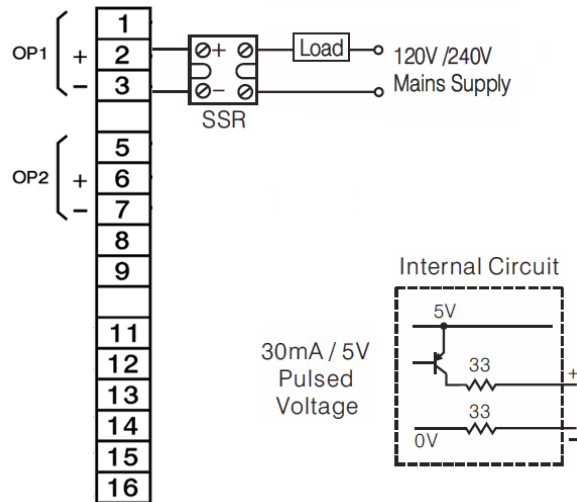 1
OP1 + 2
− 3
5
OP2 + 6
− 7
8
9
11
12
13
14
15
16
+ −
SSR
Load
120V /240V
Mains Supply
Internal Circuit
30mA / 5V
Pulsed
Voltage
5V
33 +
33
0V −